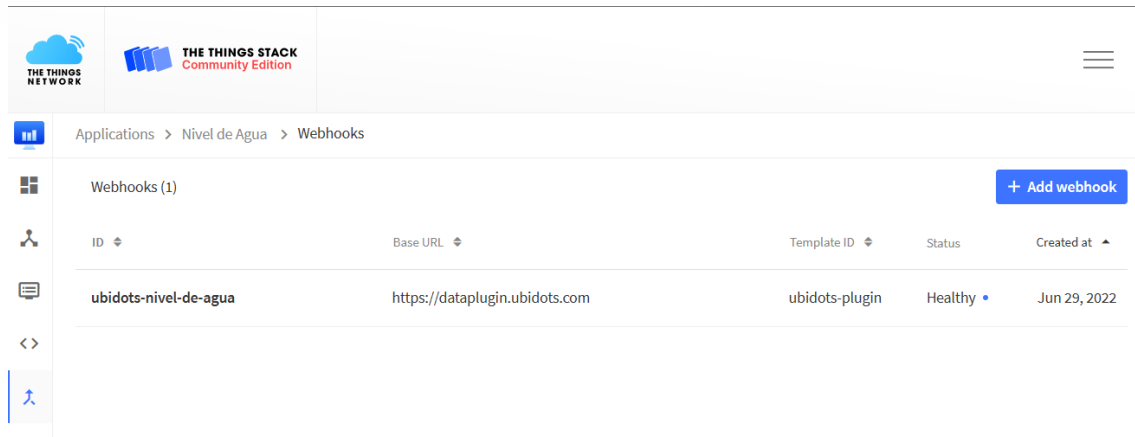 THE THINGS
NETWORK
THE THINGS STACK
Community Edition
Applications > Nivel de Agua > Webhooks
Webhooks (1)
+ Add webhook
ID Base URL Template ID Status Created at
ubidots-nivel-de-agua https://dataplugin.ubidots.com ubidots-plugin Healthy Jun 29, 2022